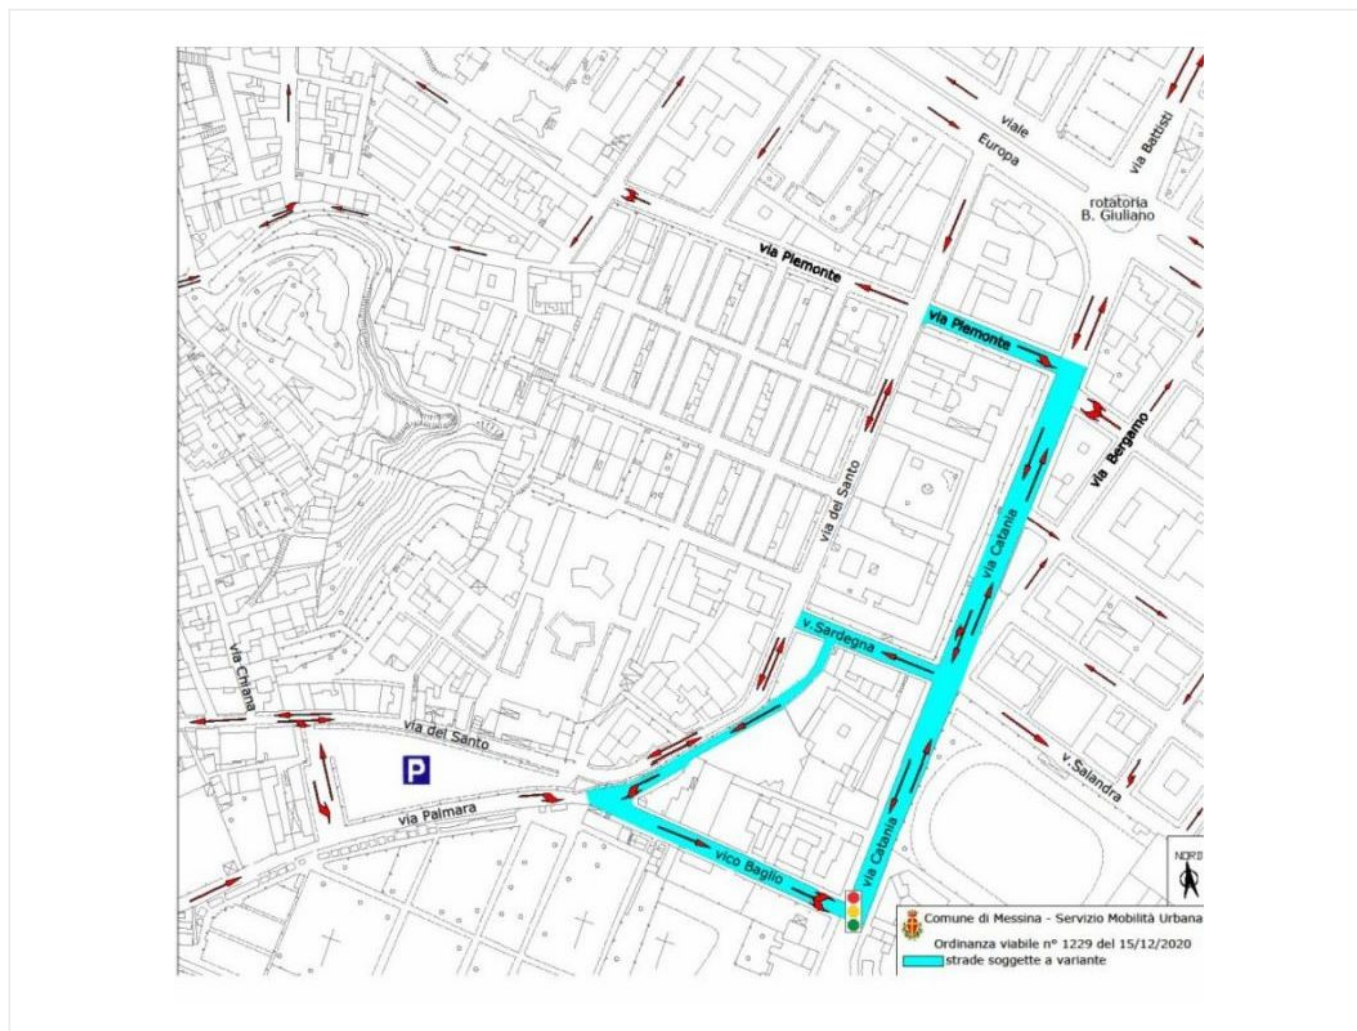 viale
Europa
via Battisti
rotatoria
B. Giuliano
via Piemonte
via Piemonte
via Bergamo
via del Santo
via Catania
v.Sardegna
via Chiana
via del Santo
P
via Palmara
v.Salandra
vico Baglio
via Catania
NORD
Comune di Messina - Servizio Mobilità Urbana
Ordinanza viabile n° 1229 del 15/12/2020
strade soggette a variante